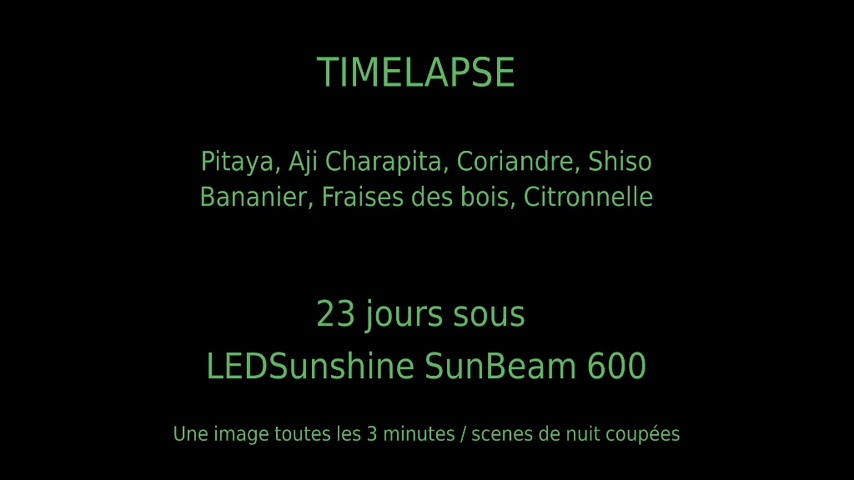 TIMELAPSE
Pitaya, Aji Charapita, Coriandre, Shiso
Bananier, Fraises des bois, Citronnelle
23 jours sous
LEDSunshine SunBeam 600
Une image toutes les 3 minutes / scenes de nuit coupées